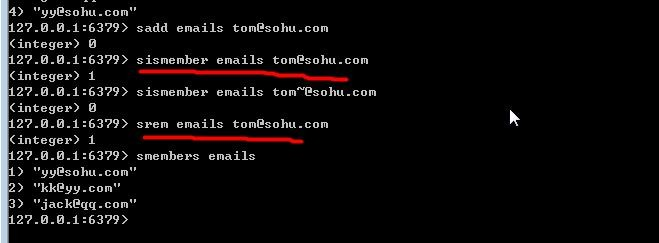 4) "yy@sohu.com"
127.0.0.1:6379> sadd emails tom@sohu.com
(integer) 0
127.0.0.1:6379> sismember emails tom@sohu.com
(integer) 1
127.0.0.1:6379> sismember emails tom~@sohu.com
(integer) 0
127.0.0.1:6379> srem emails tom@sohu.com
(integer) 1
127.0.0.1:6379> smembers emails
1) "yy@sohu.com"
2) "kk@yy.com"
3) "jack@qq.com"
127.0.0.1:6379>